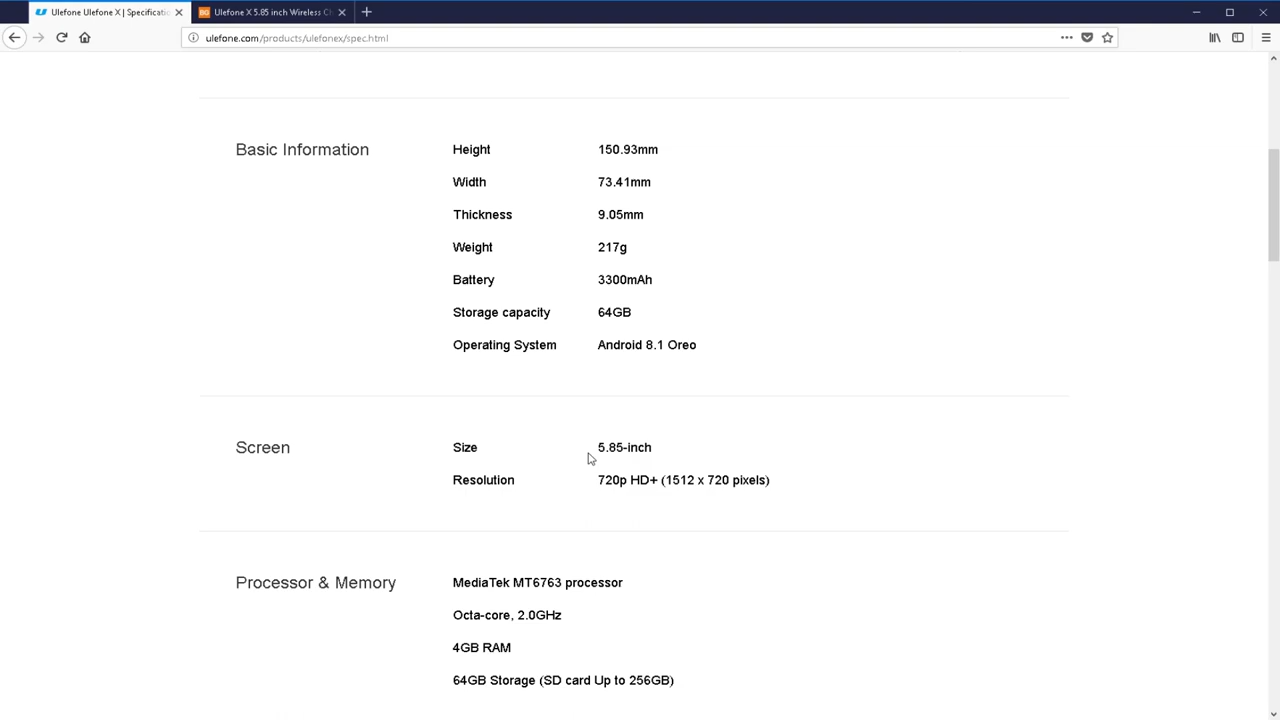 Ulefone Ulefone X | Specificatio
Ulefone X 5.85 inch Wireless Ch
ulefone.com/products/ulefonex/spec.html
Basic Information
Height 150.93mm
Width 73.41mm
Thickness 9.05mm
Weight 217g
Battery 3300mAh
Storage capacity 64GB
Operating System Android 8.1 Oreo
Screen
Size 5.85-inch
Resolution 720p HD+ (1512 x 720 pixels)
Processor & Memory
MediaTek MT6763 processor
Octa-core, 2.0GHz
4GB RAM
64GB Storage (SD card Up to 256GB)